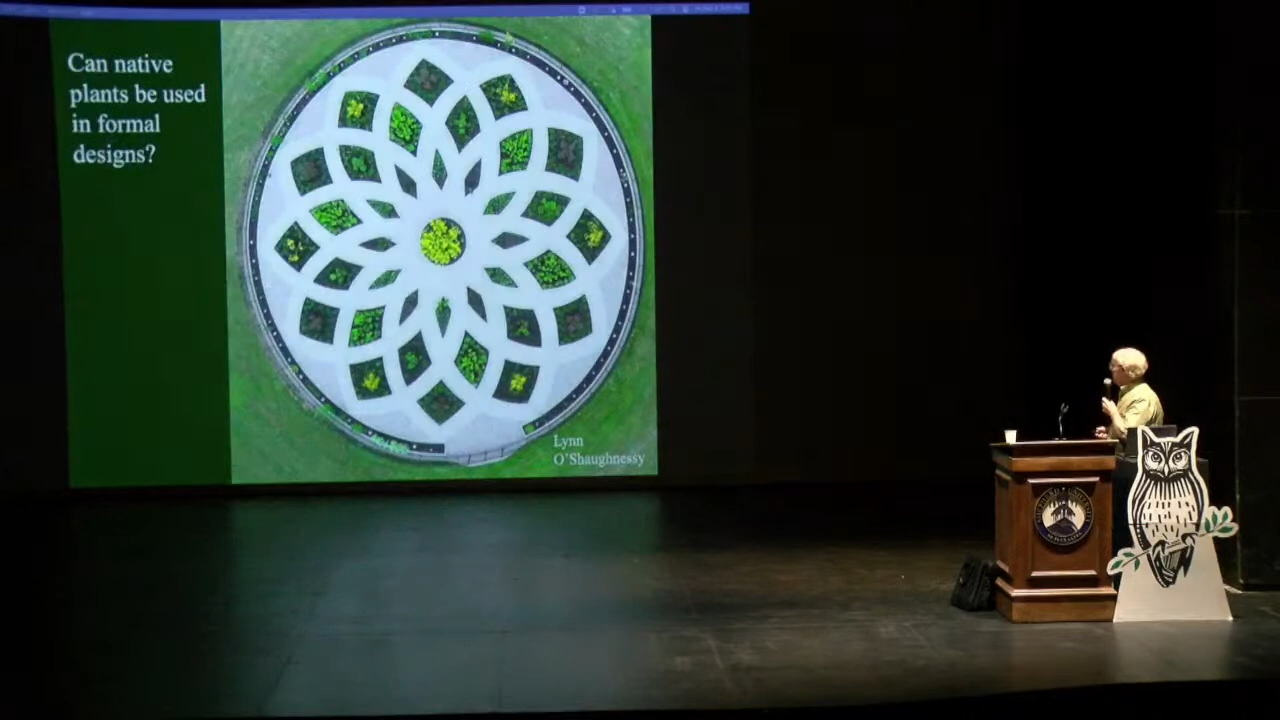 Can native
plants be used
in formal
designs?
Lynn
O'Shaughnessy